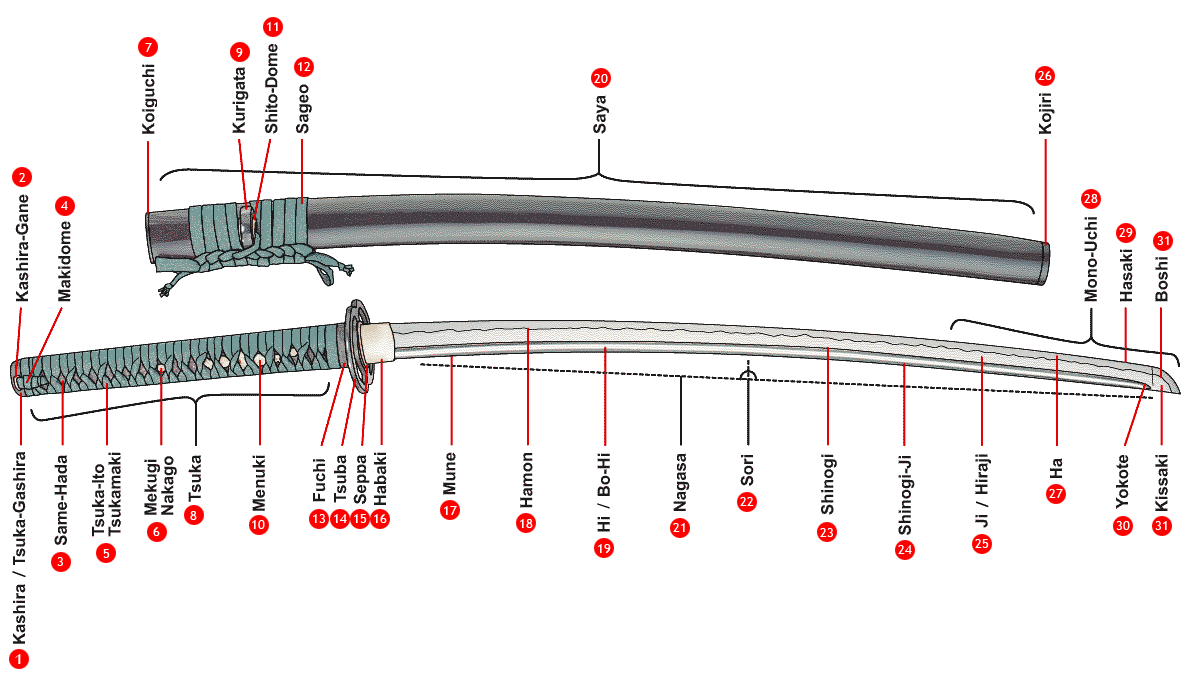 7
Koiguchi
9
Kurigata
11
Shito-Dome
12
Sageo
20
Saya
26
Kojiri
2
Kashira-Gane
4
Makidome
28
Mono-Uchi
29
Hasaki
31
Boshi
Kashira / Tsuka-Gashira
1
Same-Hada
3
Tsuka-Ito
Tsukamaki
5
Mekugi
Nakago
6
Tsuka
8
Menuki
10
Fuchi
13
Tsuba
14
Seppa
15
Habaki
16
Mune
17
Hamon
18
Hi / Bo-Hi
19
Nagasa
21
Sori
22
Shinogi
23
Shinogi-Ji
24
Ji / Hiraji
25
Ha
27
Yokote
30
Kissaki
31